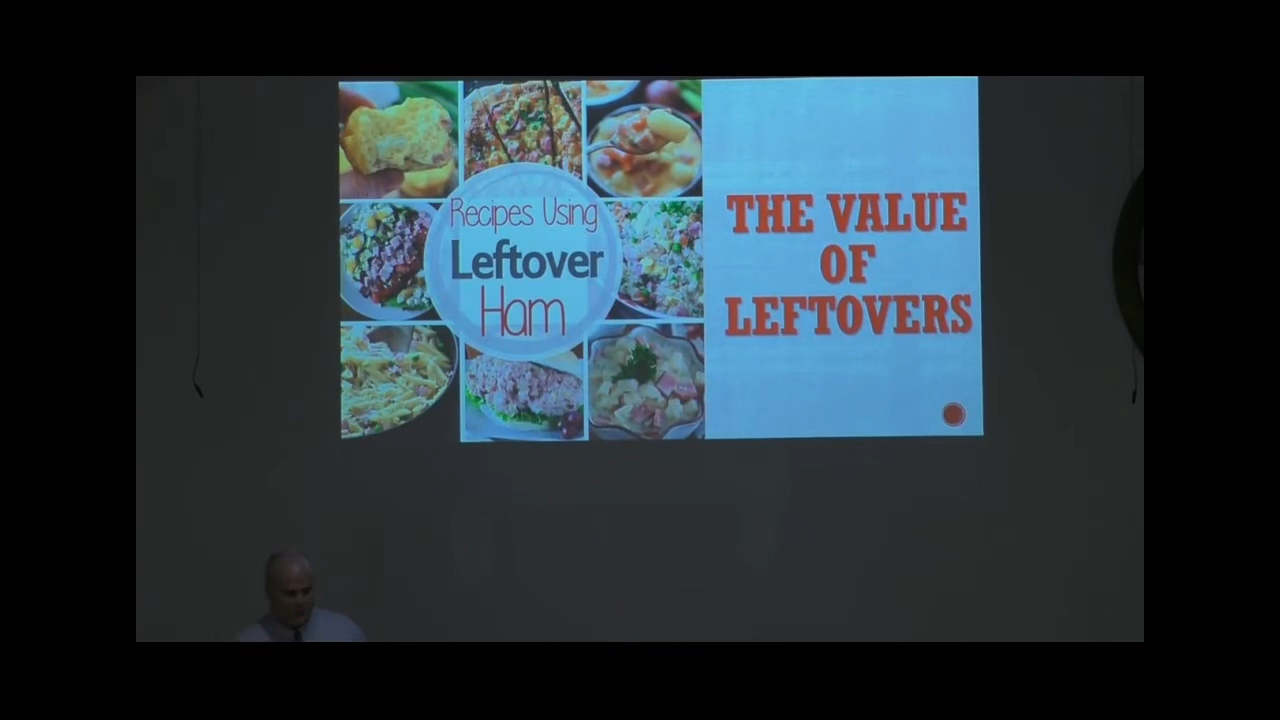 Recipes Using
Leftover
Ham
THE VALUE
OF
LEFTOVERS